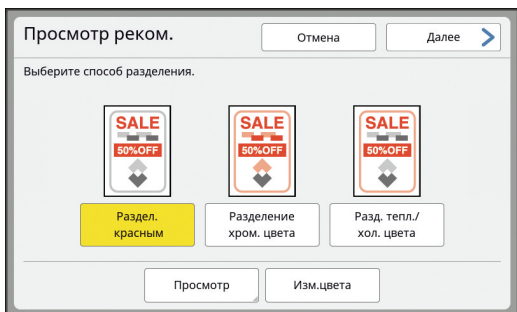 Просмотр реком.
Отмена
Далее
Выберите способ разделения.
SALE
50%OFF
SALE
50%OFF
SALE
50%OFF
Раздел.
красным
Разделение
хром. цвета
Разд. тепл./
хол. цвета
Просмотр
Изм.цвета